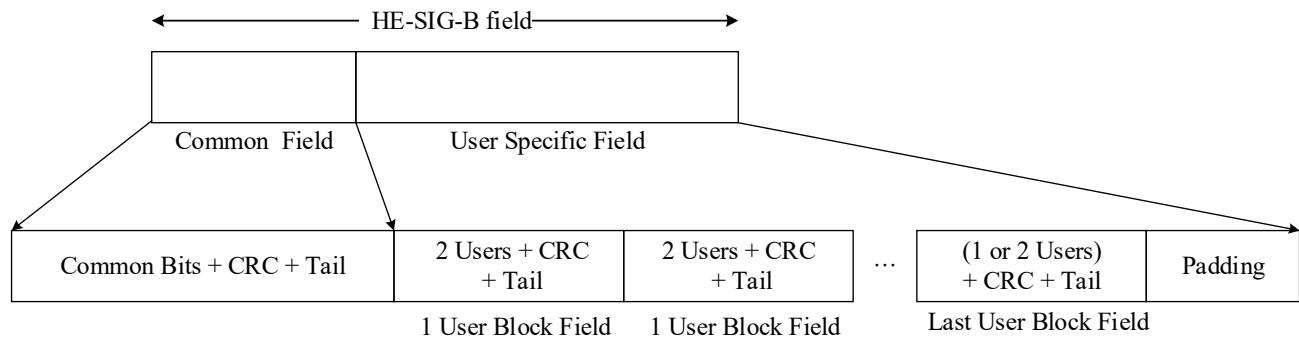 HE-SIG-B field
Common Field
User Specific Field
Common Bits + CRC + Tail
2 Users + CRC
+ Tail
2 Users + CRC
+ Tail
...
(1 or 2 Users)
+ CRC + Tail
Padding
1 User Block Field
1 User Block Field
Last User Block Field